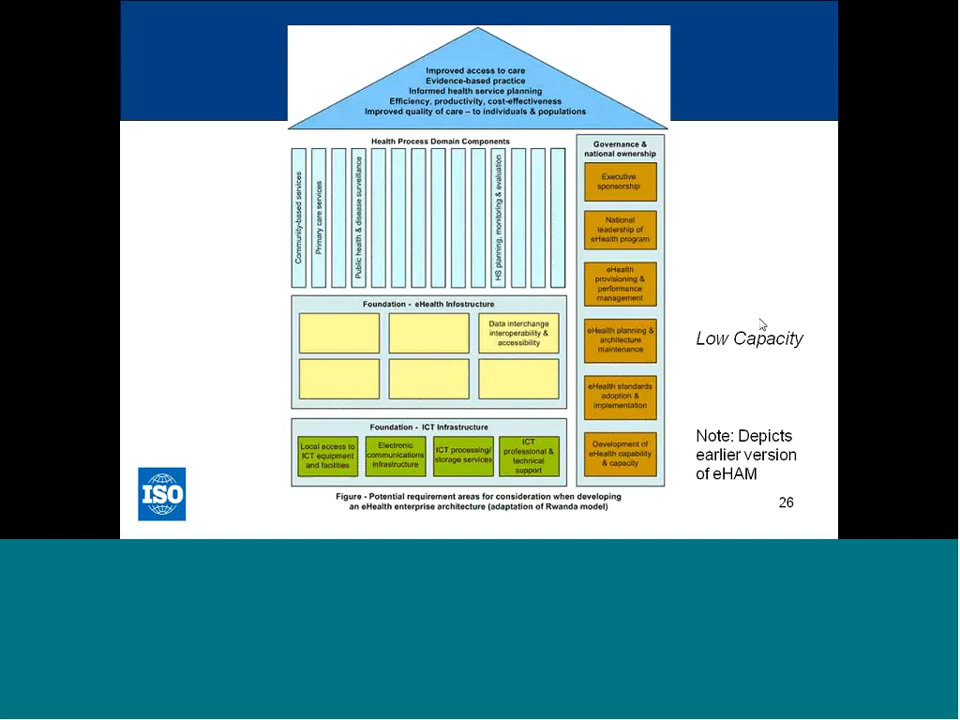 Improved access to care
Evidence-based practice
Informed health service planning
Efficiency, productivity, cost-effectiveness
Improved quality of care – to individuals & populations
Health Process Domain Components
Community-based services
Primary care services
Public health & disease surveillance
HS planning, monitoring & evaluation
Governance &
national ownership
Executive
sponsorship
National
leadership of
eHealth program
eHealth
provisioning &
performance
management
eHealth planning &
architecture
maintenance
eHealth standards
adoption &
implementation
Development of
eHealth capability
& capacity
Foundation - eHealth Infostructure
Data interchange
interoperability &
accessibility
Foundation - ICT Infrastructure
Local access to
ICT equipment
and facilities
Electronic
communications
infrastructure
ICT processing/
storage services
ICT
professional &
technical
support
Figure - Potential requirement areas for consideration when developing
an eHealth enterprise architecture (adaptation of Rwanda model)
Low Capacity
Note: Depicts
earlier version
of eHAM
ISO
26